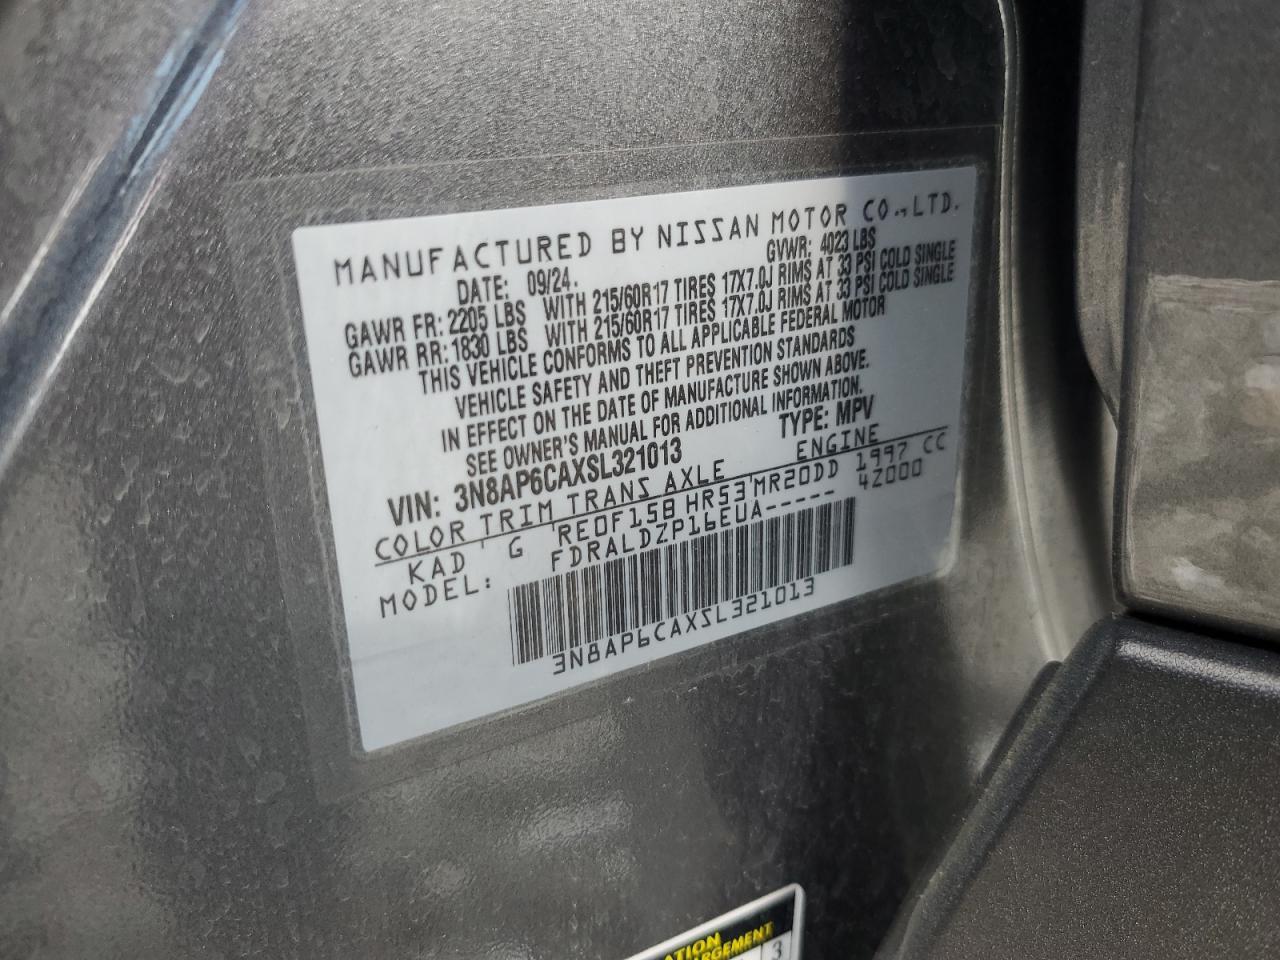 MANUFACTURED BY NISSAN MOTOR CO.,LTD.
DATE: 09/24. GVWR: 4023 LBS
GAWR FR: 2205 LBS WITH 215/60R17 TIRES 17X7.0J RIMS AT 33 PSI COLD SINGLE
GAWR RR: 1830 LBS WITH 215/60R17 TIRES 17X7.0J RIMS AT 33 PSI COLD SINGLE
THIS VEHICLE CONFORMS TO ALL APPLICABLE FEDERAL MOTOR
VEHICLE SAFETY AND THEFT PREVENTION STANDARDS
IN EFFECT ON THE DATE OF MANUFACTURE SHOWN ABOVE.
SEE OWNER'S MANUAL FOR ADDITIONAL INFORMATION.
VIN: 3N8AP6CAXSL321013 TYPE: MPV
COLOR TRIM TRANS AXLE ENGINE
KAD G RE0F15B HR53 MR20DD 1997 CC
MODEL: FDRALDZP16EUA----- 4Z000
3N8AP6CAXSL321013
3